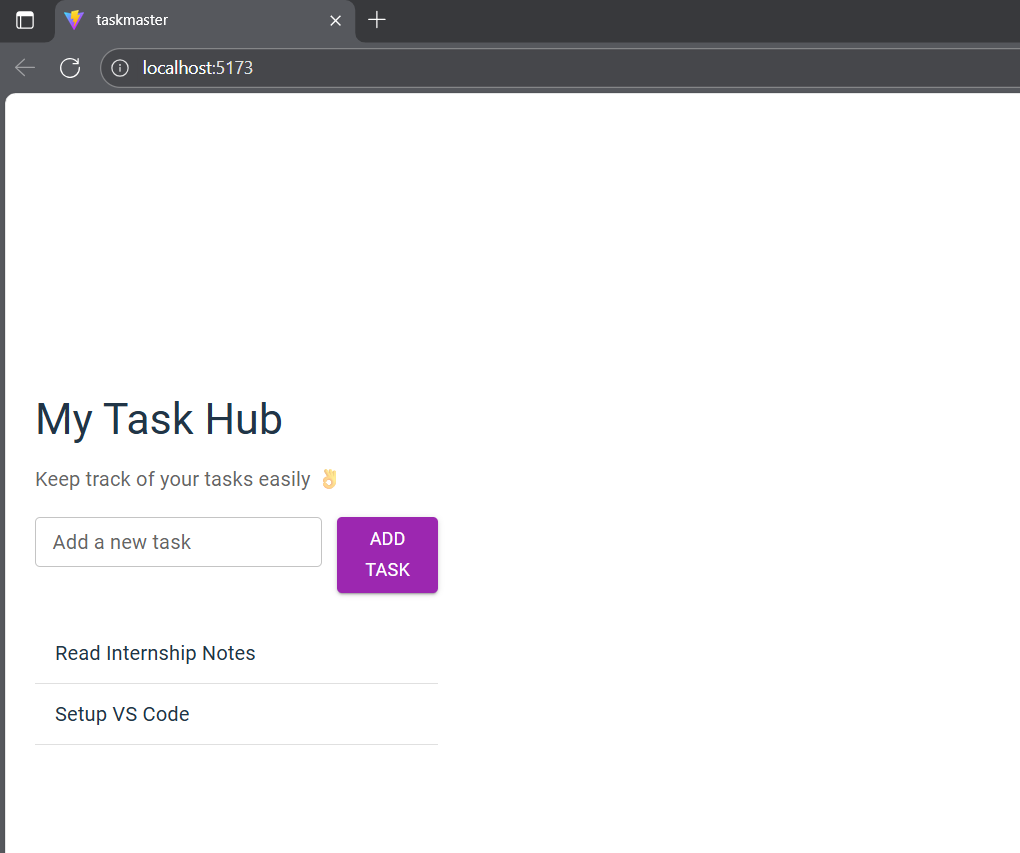 taskmaster
localhost:5173
My Task Hub
Keep track of your tasks easily 👌
Add a new task
ADD
TASK
Read Internship Notes
Setup VS Code